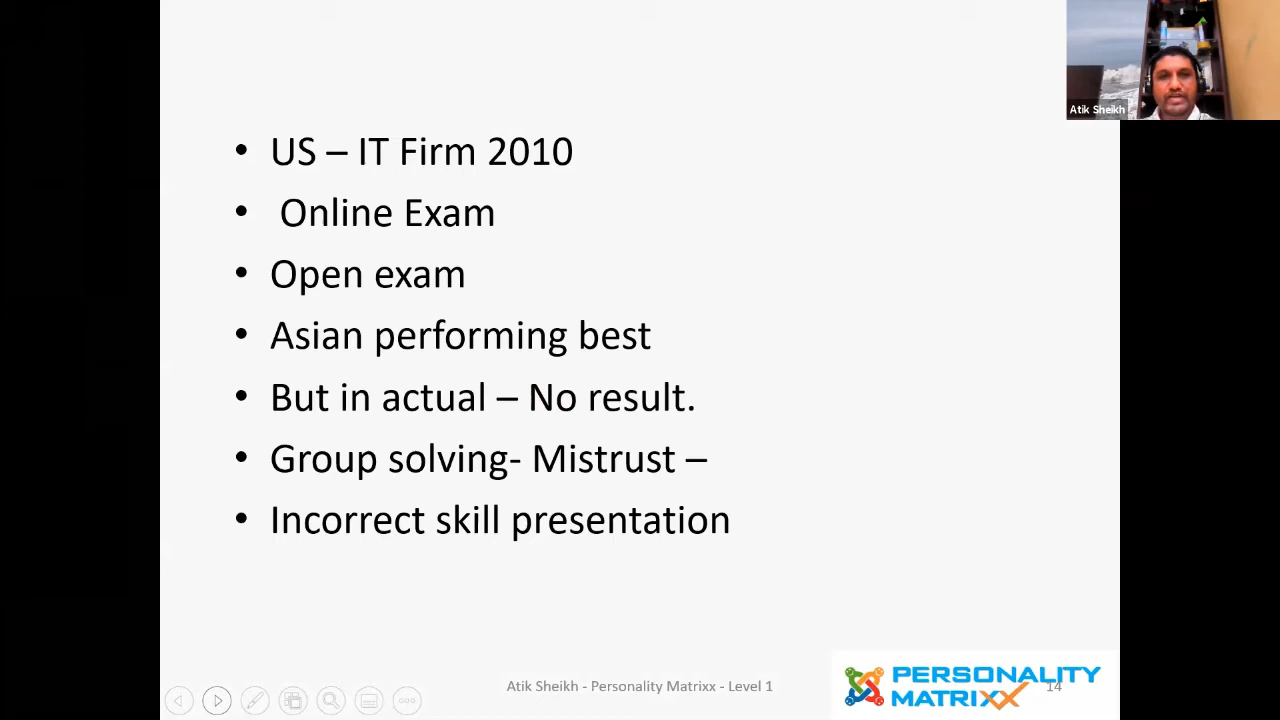 Atik Sheikh
• US – IT Firm 2010
• Online Exam
• Open exam
• Asian performing best
• But in actual – No result.
• Group solving- Mistrust –
• Incorrect skill presentation
Atik Sheikh - Personality Matrixx - Level 1
PERSONALITY
MATRIXX
14